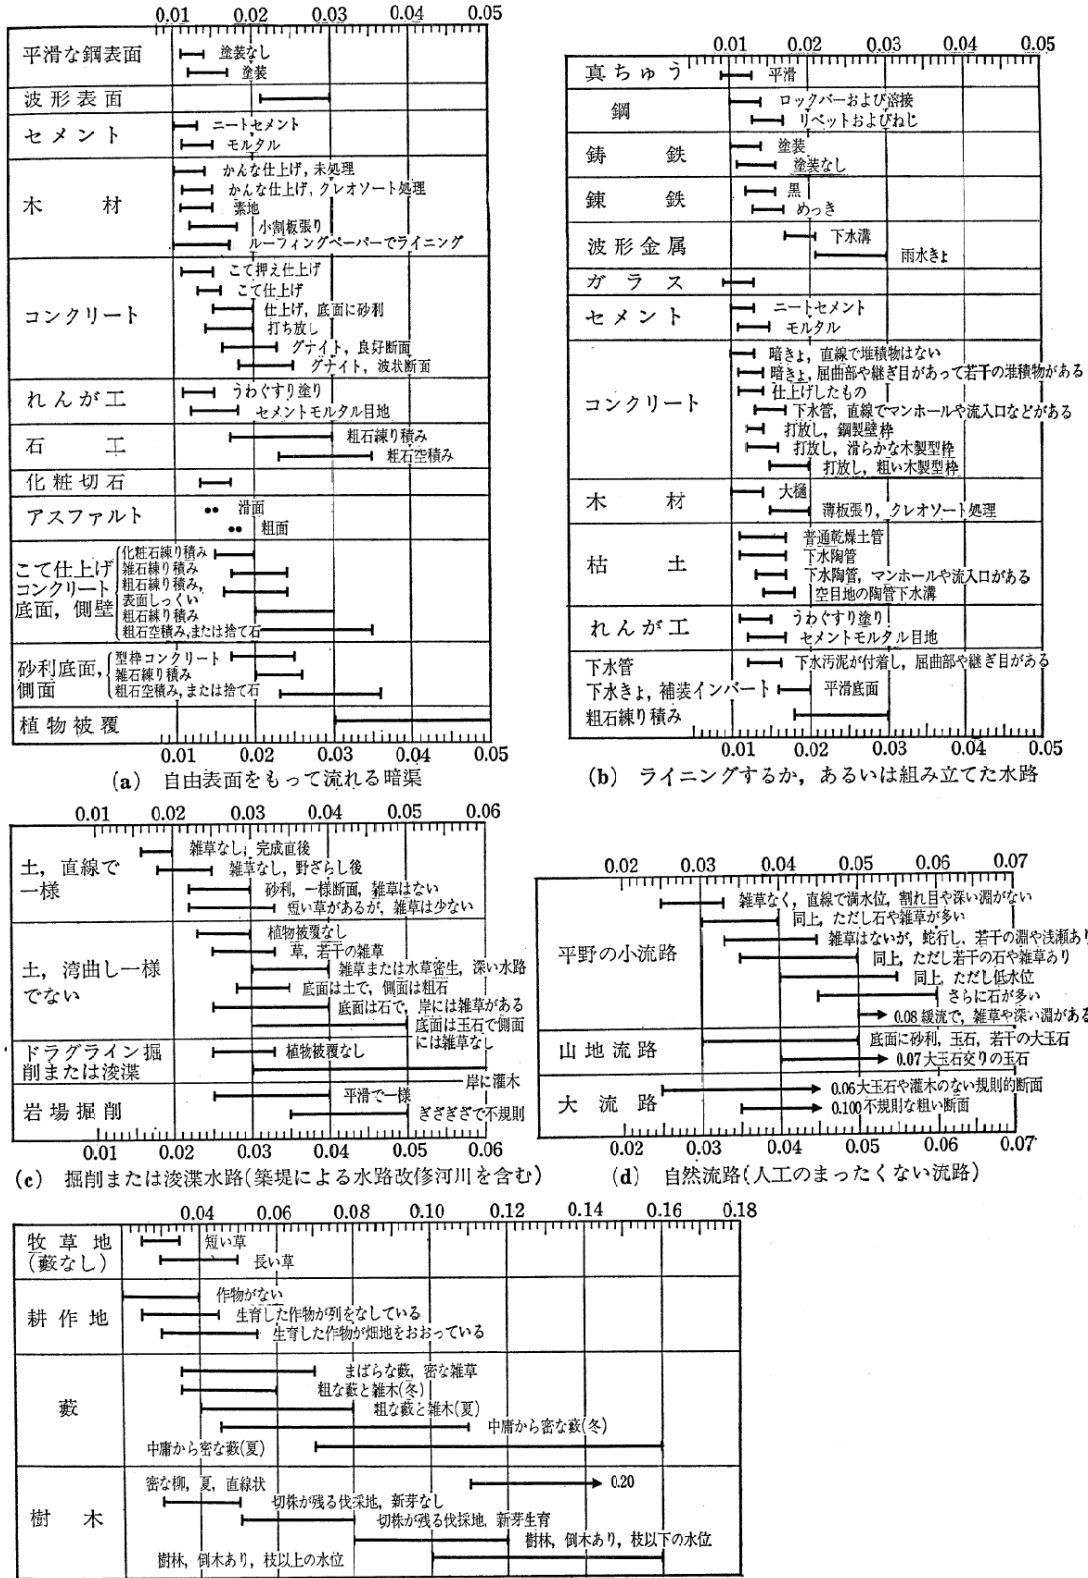 0.01 0.02 0.03 0.04 0.05
平滑な鋼表面
塗装なし
塗装
波形表面
セメント
ニートセメント
モルタル
木材
かんな仕上げ, 未処理
かんな仕上げ, クレオソート処理
素地
小割板張り
ルーフィングペーパーでライニング
コンクリート
こて押え仕上げ
こて仕上げ
仕上げ, 底面に砂利
打ち放し
グナイト, 良好断面
グナイト, 波状断面
れんが工
うわぐすり塗り
セメントモルタル目地
石工
粗石練り積み
粗石空積み
化粧切石
アスファルト
滑面
粗面
こて仕上げコンクリート底面, 側壁
化粧石練り積み
雑石練り積み
粗石練り積み,
表面しっくい
粗石練り積み
粗石空積み,または捨て石
砂利底面, 側面
型枠コンクリート
雑石練り積み
粗石空積み,または捨て石
植物被覆
0.01 0.02 0.03 0.04 0.05
(a) 自由表面をもって流れる暗渠
0.01 0.02 0.03 0.04 0.05
真ちゅう
平滑
鋼
ロックバーおよび溶接
リベットおよびねじ
鋳鉄
塗装
塗装なし
錬鉄
黒
めっき
波形金属
下水溝
雨水きょ
ガラス
セメント
ニートセメント
モルタル
コンクリート
暗きょ, 直線で堆積物はない
暗きょ, 屈曲部や継ぎ目があって若干の堆積物がある
仕上げしたもの
下水管, 直線でマンホールや流入口などがある
打放し, 鋼製壁枠
打放し, 滑らかな木製型枠
打放し, 粗い木製型枠
木材
大樋
薄板張り, クレオソート処理
枯土
普通乾燥土管
下水陶管
下水陶管, マンホールや流入口がある
空目地の陶管下水溝
れんが工
うわぐすり塗り
セメントモルタル目地
下水管
下水汚泥が付着し, 屈曲部や継ぎ目がある
下水きょ, 補装インバート
平滑底面
粗石練り積み
0.01 0.02 0.03 0.04 0.05
(b) ライニングするか, あるいは組み立てた水路
0.01 0.02 0.03 0.04 0.05 0.06
土, 直線で一様
雑草なし, 完成直後
雑草なし, 野ざらし後
砂利, 一様断面, 雑草はない
短い草があるが, 雑草は少ない
土, 湾曲し一様でない
植物被覆なし
草, 若干の雑草
雑草または水草密生, 深い水路
底面は土で, 側面は粗石
底面は石で, 岸には雑草がある
底面は玉石で側面
には雑草なし
ドラグライン掘削または浚渫
植物被覆なし
岸に灌木
岩場掘削
平滑で一様
ぎざぎざで不規則
0.01 0.02 0.03 0.04 0.05 0.06
(c) 掘削または浚渫水路(築堤による水路改修河川を含む)
0.02 0.03 0.04 0.05 0.06 0.07
平野の小流路
雑草なく, 直線で満水位, 割れ目や深い淵がない
同上, ただし石や雑草が多い
雑草はないが, 蛇行し, 若干の淵や浅瀬あり
同上, ただし若干の石や雑草あり
同上, ただし低水位
さらに石が多い
0.08 緩流で, 雑草や深い淵がある
山地流路
底面に砂利, 玉石, 若干の大玉石
0.07 大玉石交りの玉石
大流路
0.06 大玉石や灌木のない規則的断面
0.100 不規則な粗い断面
0.02 0.03 0.04 0.05 0.06 0.07
(d) 自然流路(人工のまったくない流路)
0.04 0.06 0.08 0.10 0.12 0.14 0.16 0.18
牧草地
(藪なし)
短い草
長い草
耕作地
作物がない
生育した作物が列をなしている
生育した作物が畑地をおおっている
藪
まばらな藪, 密な雑草
粗な藪と雑木(冬)
粗な藪と雑木(夏)
中庸から密な藪(冬)
中庸から密な藪(夏)
樹木
密な柳, 夏, 直線状
0.20
切株が残る伐採地, 新芽なし
切株が残る伐採地, 新芽生育
樹林, 倒木あり, 枝以下の水位
樹林, 倒木あり, 枝以上の水位